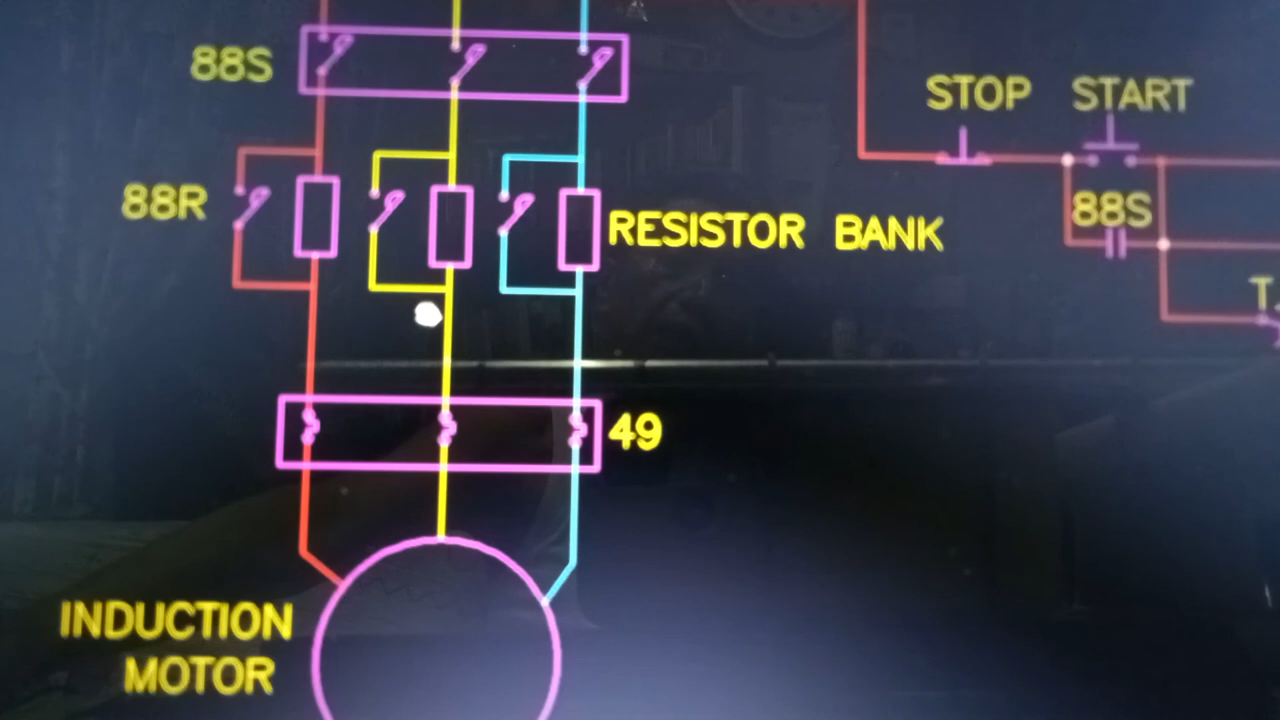 88S
STOP START
88R
88S
RESISTOR BANK
49
INDUCTION
MOTOR